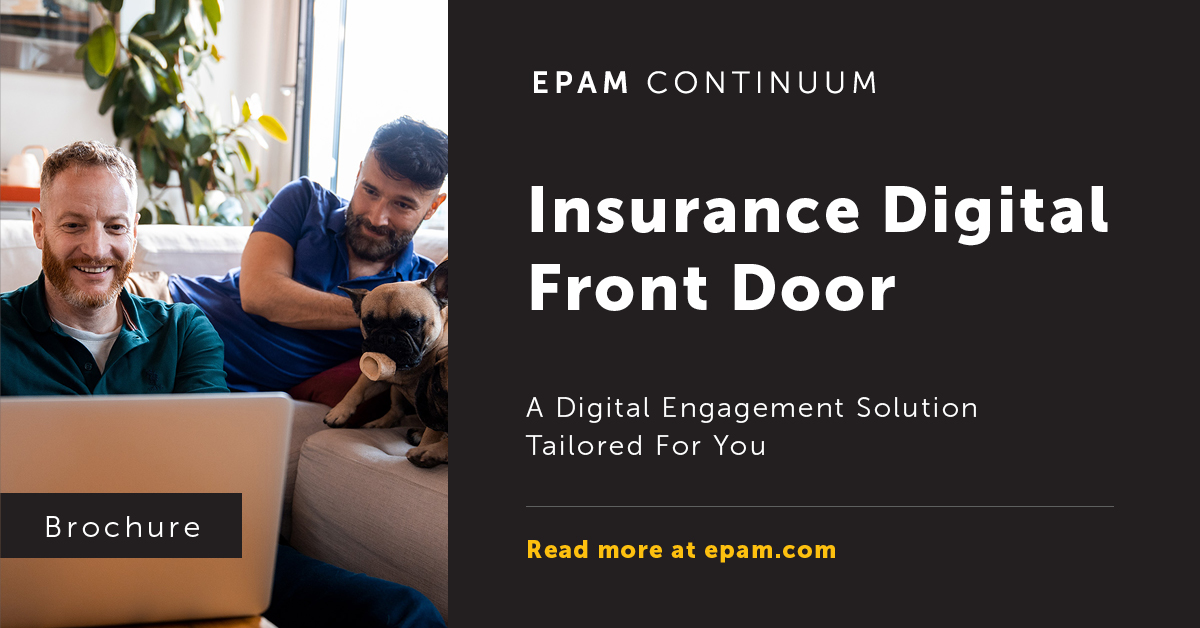 EPAM CONTINUUM
Insurance Digital
Front Door
A Digital Engagement Solution
Tailored For You
Brochure
Read more at epam.com